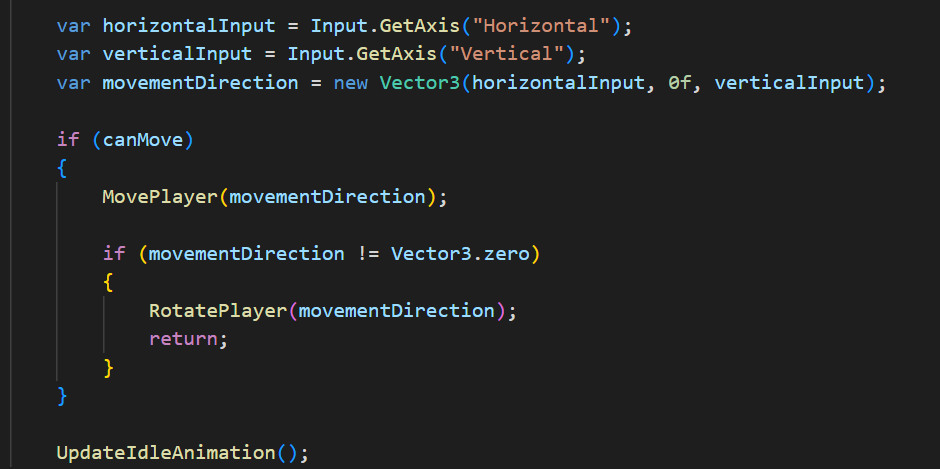 var horizontalInput = Input.GetAxis("Horizontal");
var verticalInput = Input.GetAxis("Vertical");
var movementDirection = new Vector3(horizontalInput, 0f, verticalInput);
if (canMove)
{
MovePlayer(movementDirection);
if (movementDirection != Vector3.zero)
{
RotatePlayer(movementDirection);
return;
}
}
UpdateIdleAnimation();